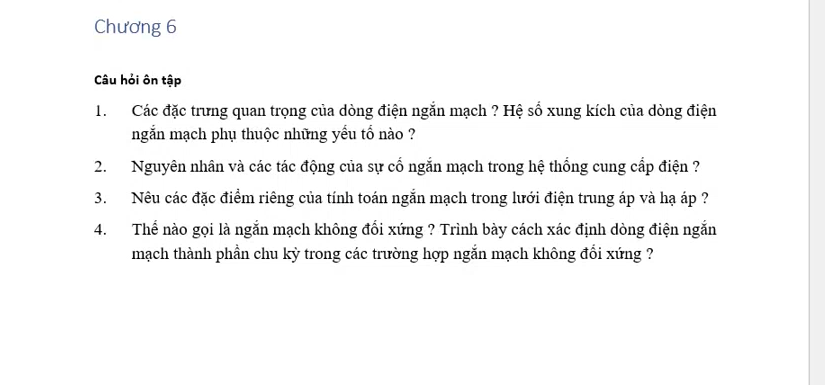 Chương 6
Câu hỏi ôn tập
1. Các đặc trưng quan trọng của dòng điện ngắn mạch ? Hệ số xung kích của dòng điện
ngắn mạch phụ thuộc những yếu tố nào ?
2. Nguyên nhân và các tác động của sự cố ngắn mạch trong hệ thống cung cấp điện ?
3. Nêu các đặc điểm riêng của tính toán ngắn mạch trong lưới điện trung áp và hạ áp ?
4. Thế nào gọi là ngắn mạch không đối xứng ? Trình bày cách xác định dòng điện ngắn
mạch thành phần chu kỳ trong các trường hợp ngắn mạch không đối xứng ?